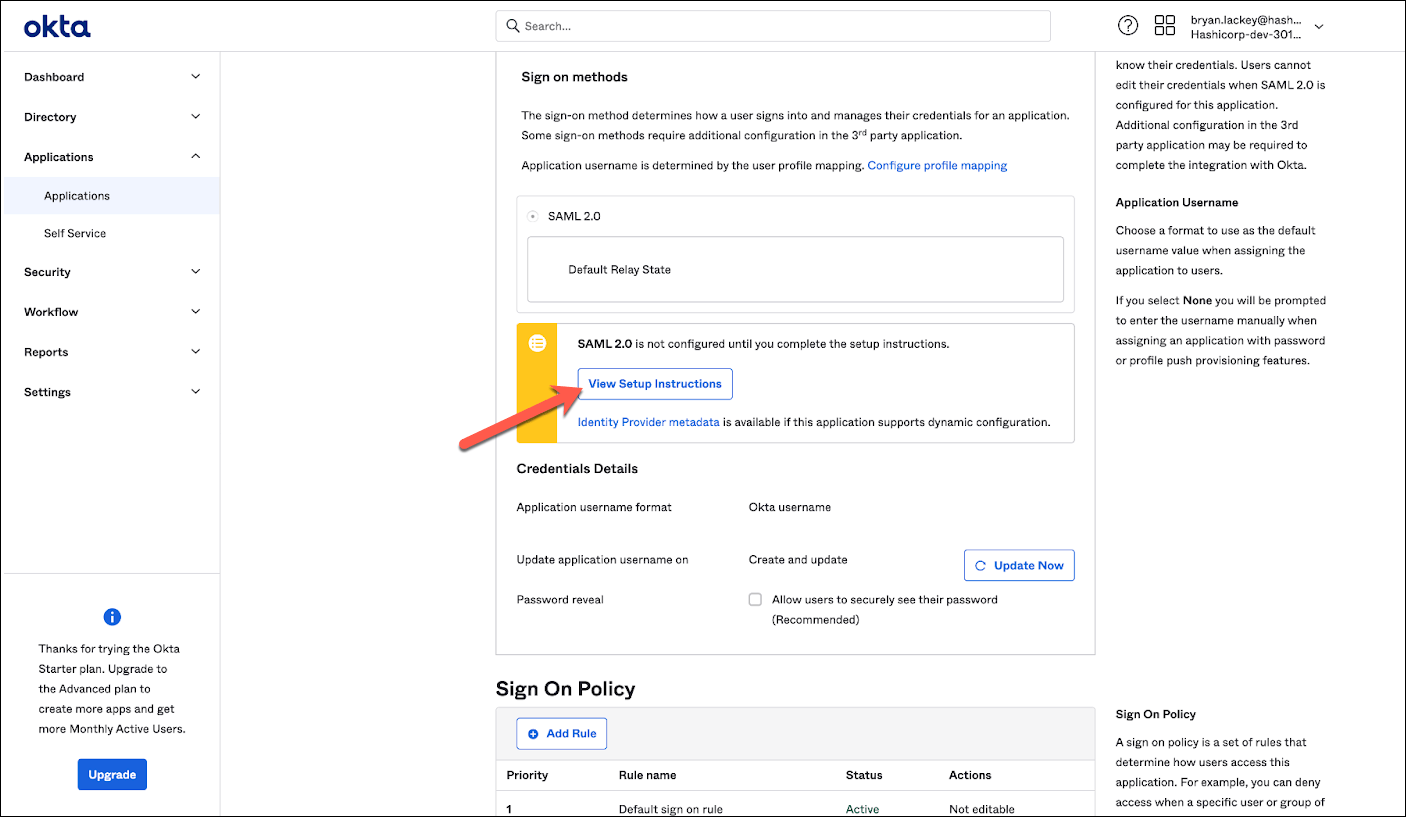 okta
Search...
bryan.lackey@hash...
Hashicorp-dev-301...
Dashboard
Directory
Applications
Applications
Self Service
Security
Workflow
Reports
Settings
Thanks for trying the Okta
Starter plan. Upgrade to
the Advanced plan to
create more apps and get
more Monthly Active Users.
Upgrade
Sign on methods
The sign-on method determines how a user signs into and manages their credentials for an application.
Some sign-on methods require additional configuration in the 3rd party application.
Application username is determined by the user profile mapping. Configure profile mapping
SAML 2.0
Default Relay State
SAML 2.0 is not configured until you complete the setup instructions.
View Setup Instructions
Identity Provider metadata is available if this application supports dynamic configuration.
Credentials Details
Application username format Okta username
Update application username on Create and update Update Now
Password reveal Allow users to securely see their password
(Recommended)
Sign On Policy
Add Rule
Priority Rule name Status Actions
1 Default sign on rule Active Not editable
know their credentials. Users cannot
edit their credentials when SAML 2.0 is
configured for this application.
Additional configuration in the 3rd
party application may be required to
complete the integration with Okta.
Application Username
Choose a format to use as the default
username value when assigning the
application to users.
If you select None you will be prompted
to enter the username manually when
assigning an application with password
or profile push provisioning features.
Sign On Policy
A sign on policy is a set of rules that
determine how users access this
application. For example, you can deny
access when a specific user or group of